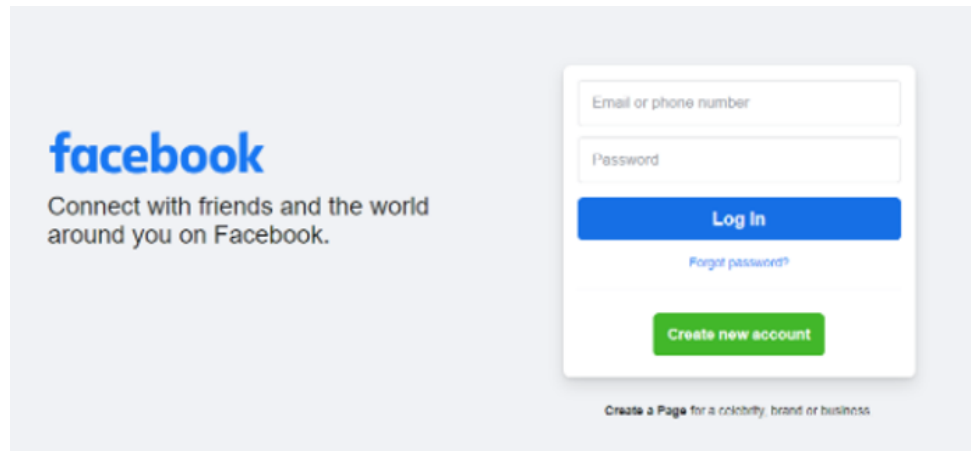 facebook
Connect with friends and the world
around you on Facebook.
Email or phone number
Password
Log In
Forgot password?
Create new account
Create a Page for a celebrity, brand or business